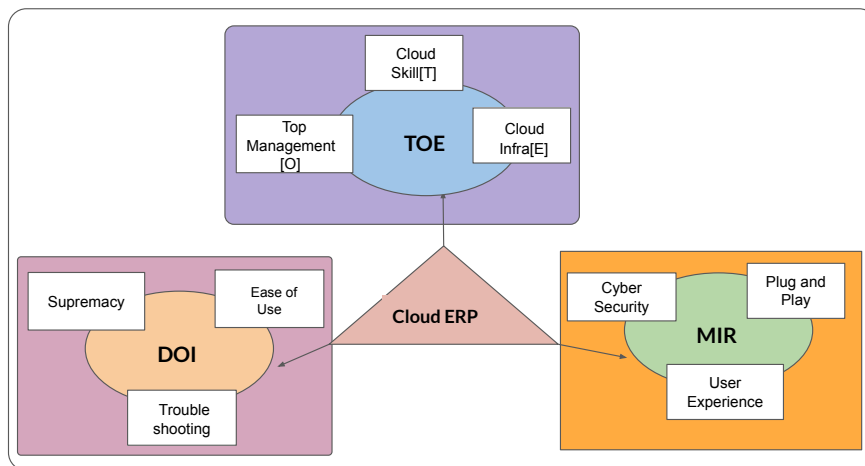 Cloud
Skill[T]
Top
Management
[O]
TOE
Cloud
Infra[E]
Supremacy
Ease of
Use
DOI
Trouble
shooting
Cloud ERP
Cyber
Security
Plug and
Play
MIR
User
Experience